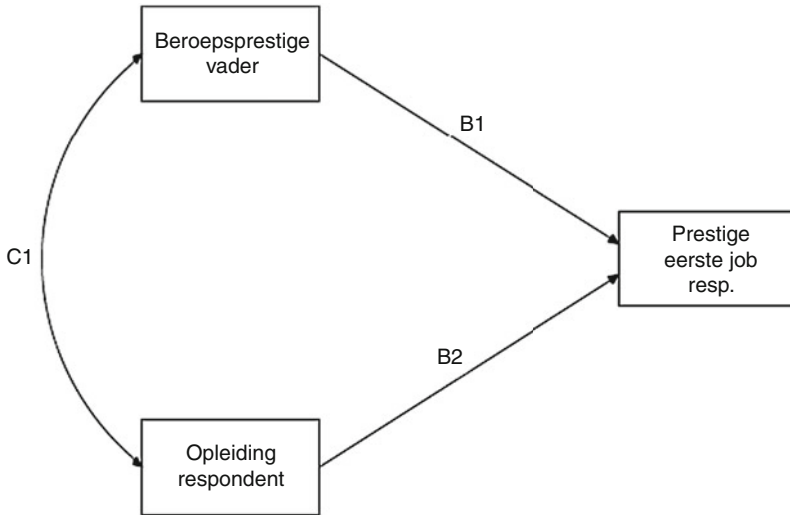 Beroepsprestige
vader
B1
C1
Prestige
eerste job
resp.
B2
Opleiding
respondent